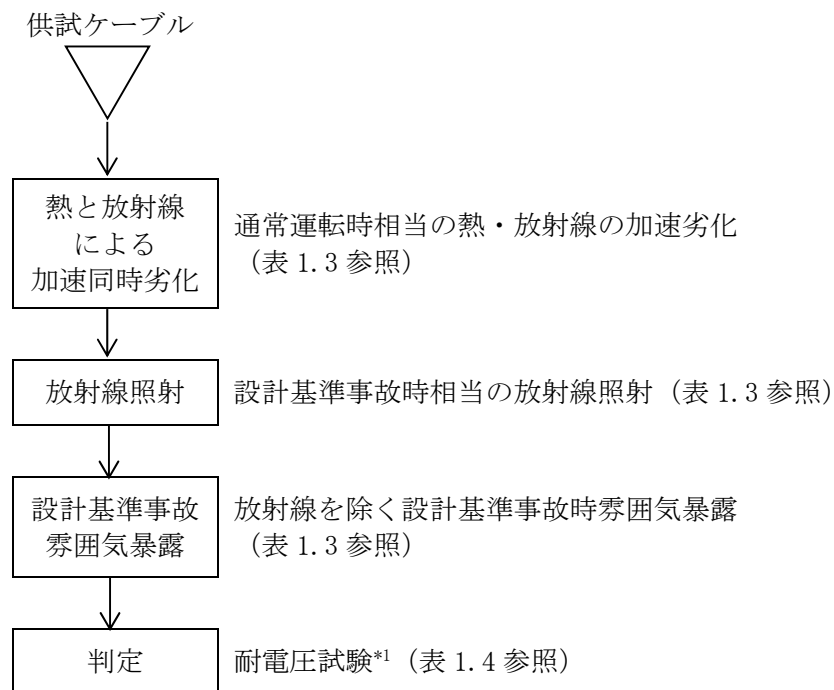 供試ケーブル
熱と放射線
による
加速同時劣化
通常運転時相当の熱・放射線の加速劣化
（表 1.3 参照）
放射線照射
設計基準事故時相当の放射線照射（表 1.3 参照）
設計基準事故
雰囲気暴露
放射線を除く設計基準事故時雰囲気暴露
（表 1.3 参照）
判定
耐電圧試験*1（表 1.4 参照）